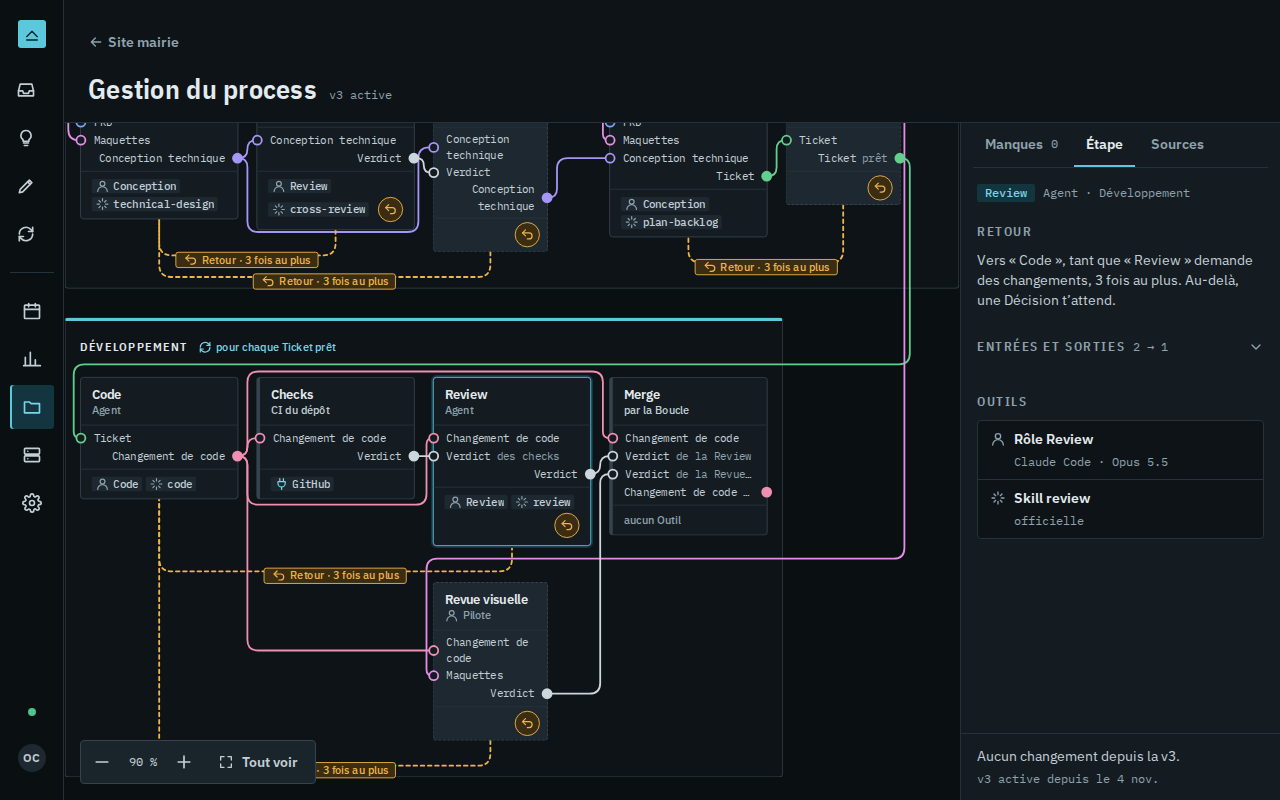 Site mairie
Gestion du process v3 active
Maquettes
Conception technique
Conception
technical-design
Conception technique
Verdict
Review
cross-review
Conception
technique
Verdict
Conception
technique
Maquettes
Conception technique
Ticket
Conception
plan-backlog
Ticket
Ticket prêt
Retour · 3 fois au plus
Retour · 3 fois au plus
Retour · 3 fois au plus
DÉVELOPPEMENT pour chaque Ticket prêt
Code
Agent
Ticket
Changement de code
Code code
Checks
CI du dépôt
Changement de code
Verdict
GitHub
Review
Agent
Changement de code
Verdict des checks
Verdict
Review review
Merge
par la Boucle
Changement de code
Verdict de la Review
Verdict de la Revue…
Changement de code …
aucun Outil
Retour · 3 fois au plus
Revue visuelle
Pilote
Changement de
code
Maquettes
Verdict
· 3 fois au plus
90 % Tout voir
OC
Manques 0 Étape Sources
Review Agent · Développement
RETOUR
Vers « Code », tant que « Review » demande
des changements, 3 fois au plus. Au-delà,
une Décision t’attend.
ENTRÉES ET SORTIES 2 → 1
OUTILS
Rôle Review
Claude Code · Opus 5.5
Skill review
officielle
Aucun changement depuis la v3.
v3 active depuis le 4 nov.